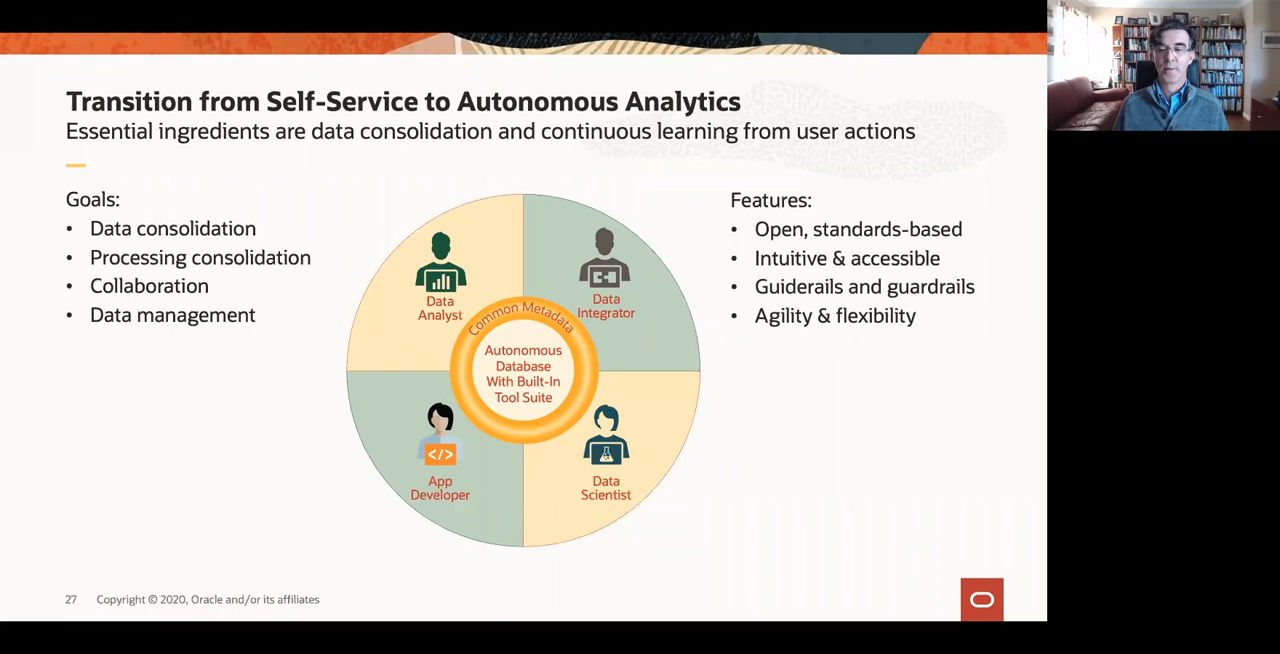 Transition from Self-Service to Autonomous Analytics
Essential ingredients are data consolidation and continuous learning from user actions
Goals:
• Data consolidation
• Processing consolidation
• Collaboration
• Data management
Data
Analyst
Data
Integrator
Common Metadata
Autonomous
Database
With Built-In
Tool Suite
</>
App
Developer
Data
Scientist
Features:
• Open, standards-based
• Intuitive & accessible
• Guiderails and guardrails
• Agility & flexibility
27 Copyright © 2020, Oracle and/or its affiliates